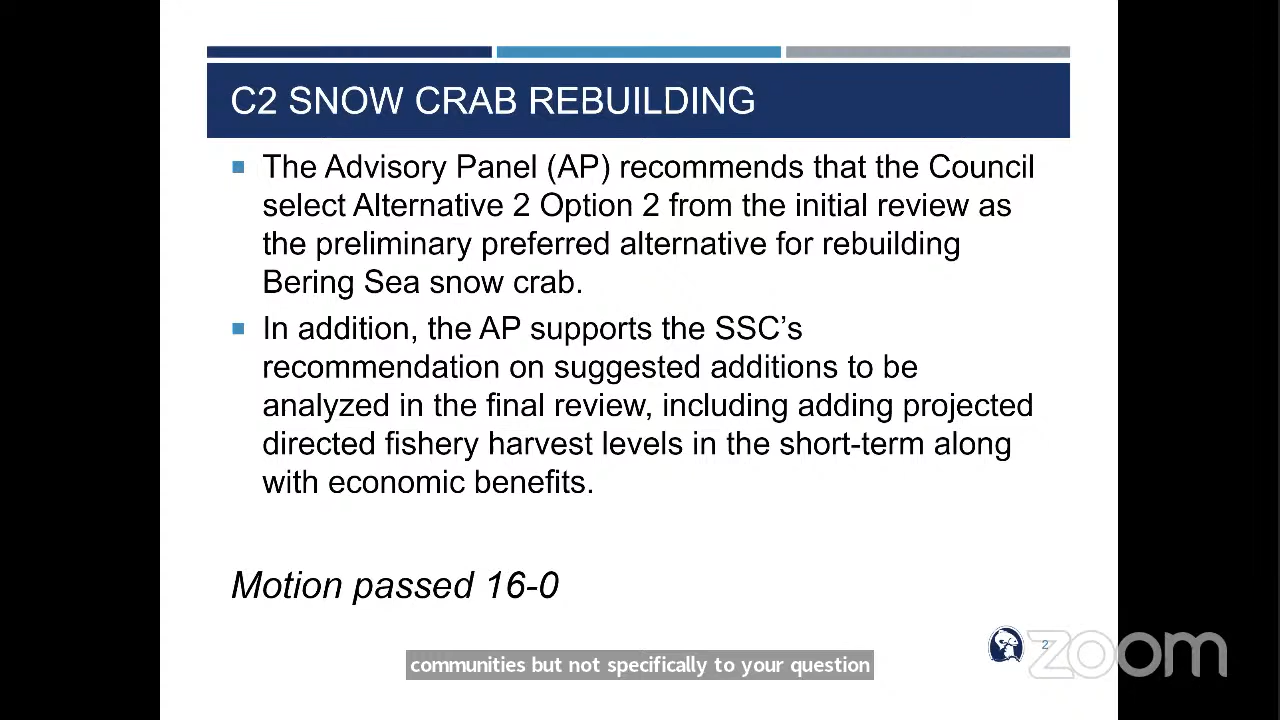 C2 SNOW CRAB REBUILDING
The Advisory Panel (AP) recommends that the Council
select Alternative 2 Option 2 from the initial review as
the preliminary preferred alternative for rebuilding
Bering Sea snow crab.
In addition, the AP supports the SSC’s
recommendation on suggested additions to be
analyzed in the final review, including adding projected
directed fishery harvest levels in the short-term along
with economic benefits.
Motion passed 16-0
2
zoom
communities but not specifically to your question